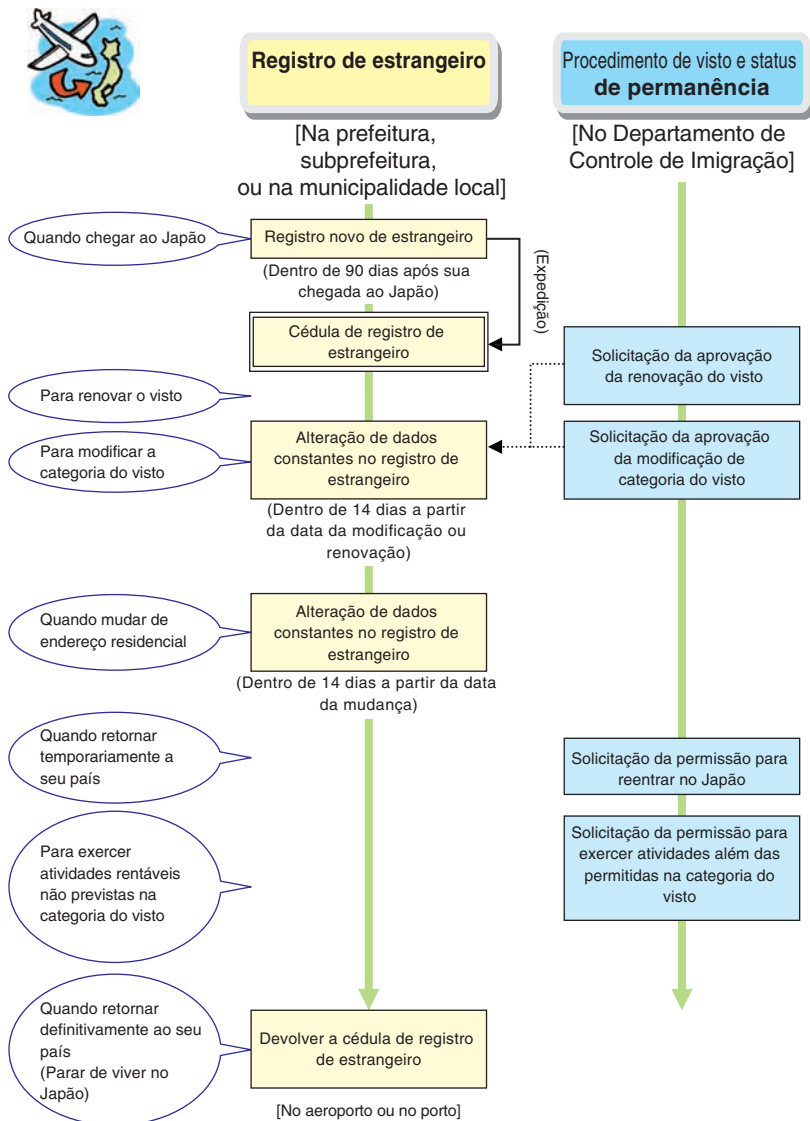 Registro de estrangeiro
Procedimento de visto e status
de permanência
[Na prefeitura,
subprefeitura,
ou na municipalidade local]
[No Departamento de
Controle de Imigração]
Quando chegar ao Japão
Registro novo de estrangeiro
(Dentro de 90 dias após sua
chegada ao Japão)
(Expedição)
Cédula de registro de
estrangeiro
Solicitação da aprovação
da renovação do visto
Para renovar o visto
Para modificar a
categoria do visto
Alteração de dados
constantes no registro de
estrangeiro
Solicitação da aprovação
da modificação de
categoria do visto
(Dentro de 14 dias a partir
da data da modificação ou
renovação)
Quando mudar de
endereço residencial
Alteração de dados
constantes no registro de
estrangeiro
(Dentro de 14 dias a partir da data
da mudança)
Quando retornar
temporariamente a
seu país
Solicitação da permissão para
reentrar no Japão
Para exercer
atividades rentáveis
não previstas na
categoria do visto
Solicitação da permissão para
exercer atividades além das
permitidas na categoria do
visto
Quando retornar
definitivamente ao seu
país
(Parar de viver no
Japão)
Devolver a cédula de registro
de estrangeiro
[No aeroporto ou no porto]